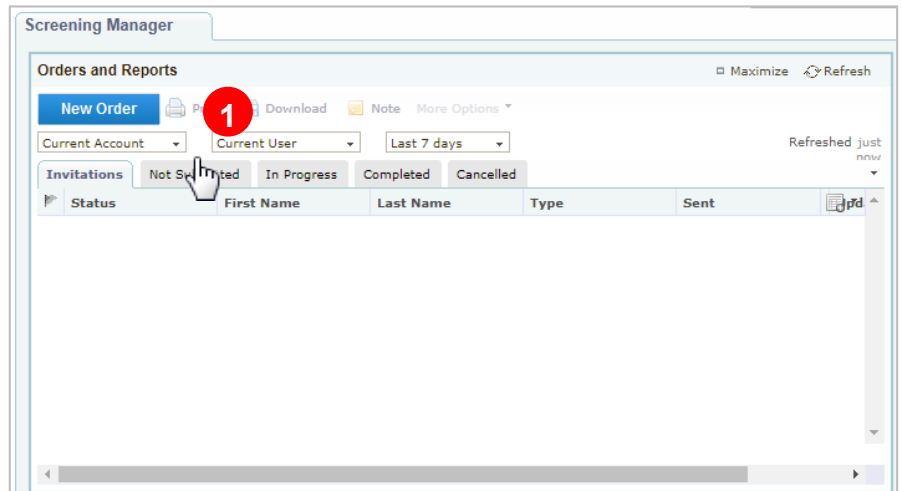 Screening Manager
Orders and Reports Maximize Refresh
New Order 1 Download Note More Options
Current Account Current User Last 7 days Refreshed just now
Invitations In Progress Completed Cancelled
Status First Name Last Name Type Sent